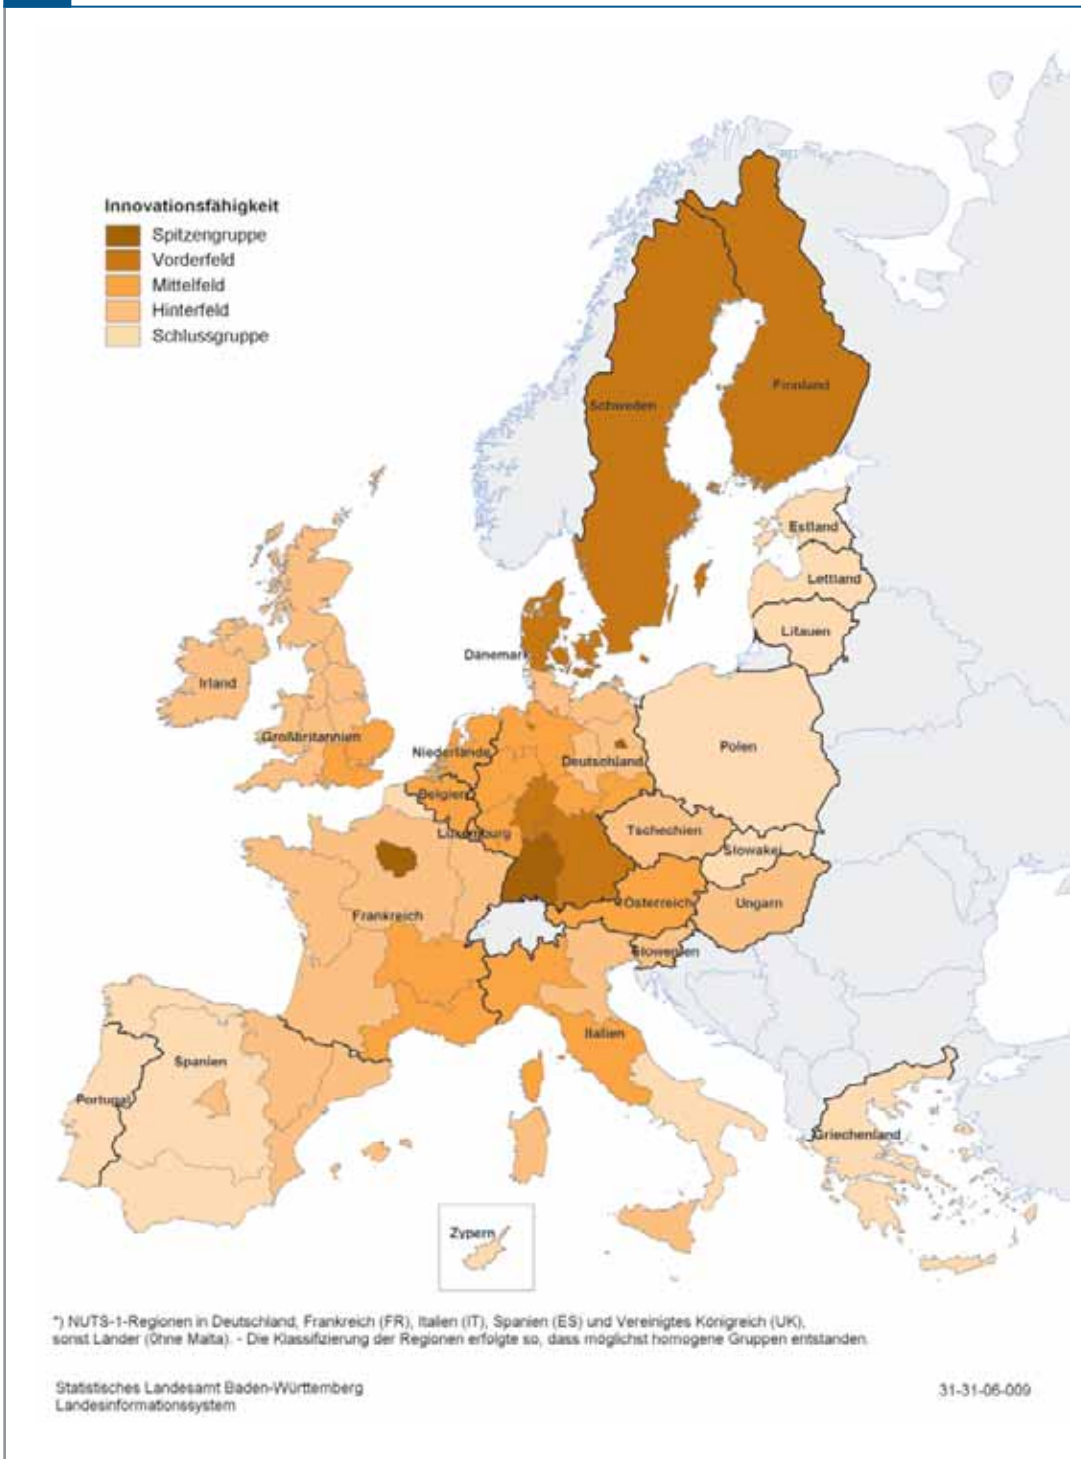 Innovationsfähigkeit
Spitzengruppe
Vorderfeld
Mittelfeld
Hinterfeld
Schlussgruppe
Finnland
Schweden
Estland
Lettland
Litauen
Dänemark
Irland
Großbritannien
Niederlande
Polen
Deutschland
Belgien
Luxemburg
Tschechien
Slowakei
Österreich
Ungarn
Frankreich
Slowenien
Italien
Spanien
Portugal
Griechenland
Zypern
*) NUTS-1-Regionen in Deutschland, Frankreich (FR), Italien (IT), Spanien (ES) und Vereinigtes Königreich (UK),
sonst Länder (Ohne Malta). - Die Klassifizierung der Regionen erfolgte so, dass möglichst homogene Gruppen entstanden.
Statistisches Landesamt Baden-Württemberg
31-31-06-009
Landesinformationssystem